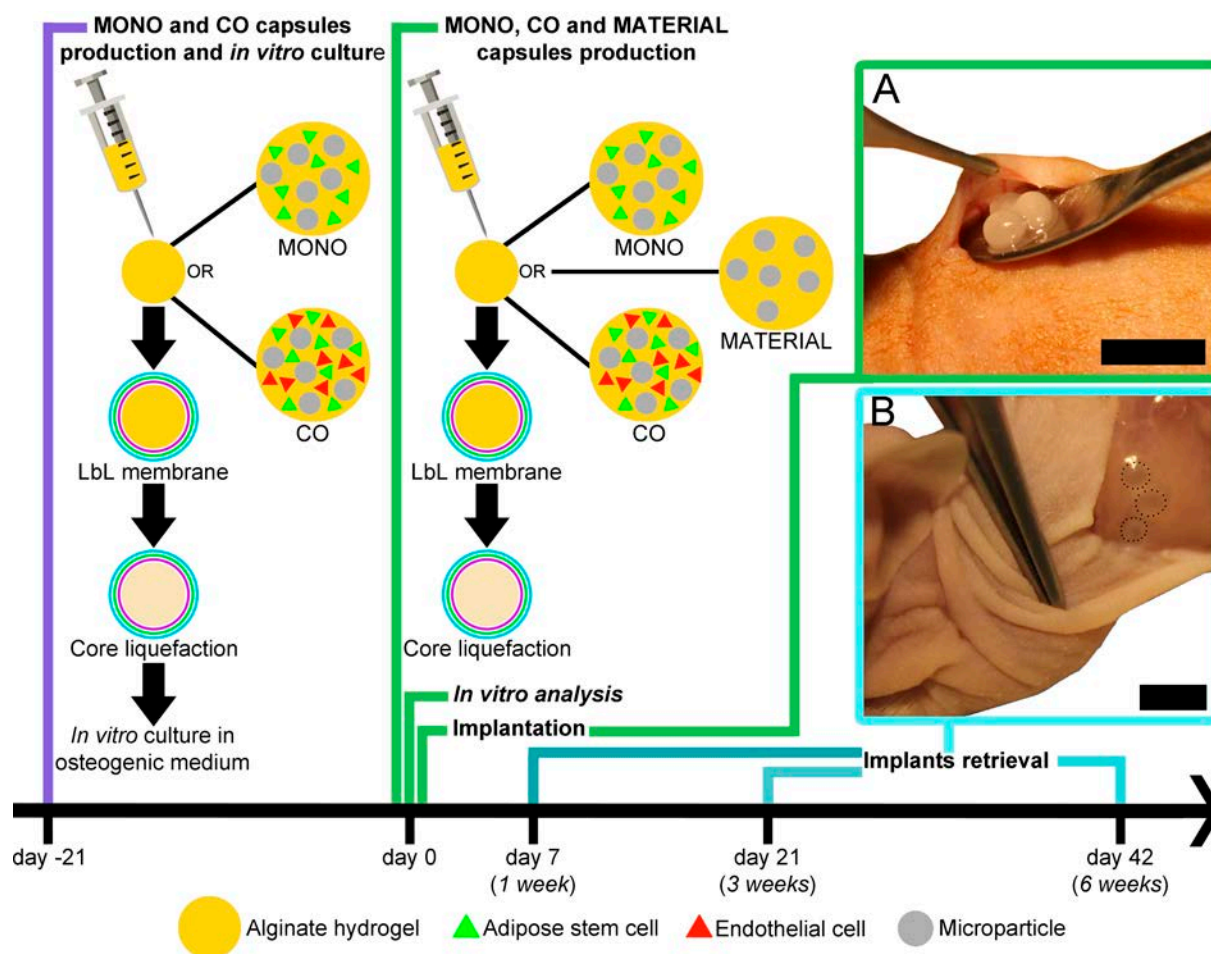 MONO and CO capsules
production and in vitro culture
MONO
OR
CO
LbL membrane
Core liquefaction
In vitro culture in
osteogenic medium
MONO, CO and MATERIAL
capsules production
MONO
OR
MATERIAL
CO
LbL membrane
Core liquefaction
In vitro analysis
Implantation
A
B
Implants retrieval
day -21
day 0
day 7
(1 week)
day 21
(3 weeks)
day 42
(6 weeks)
Alginate hydrogel
Adipose stem cell
Endothelial cell
Microparticle